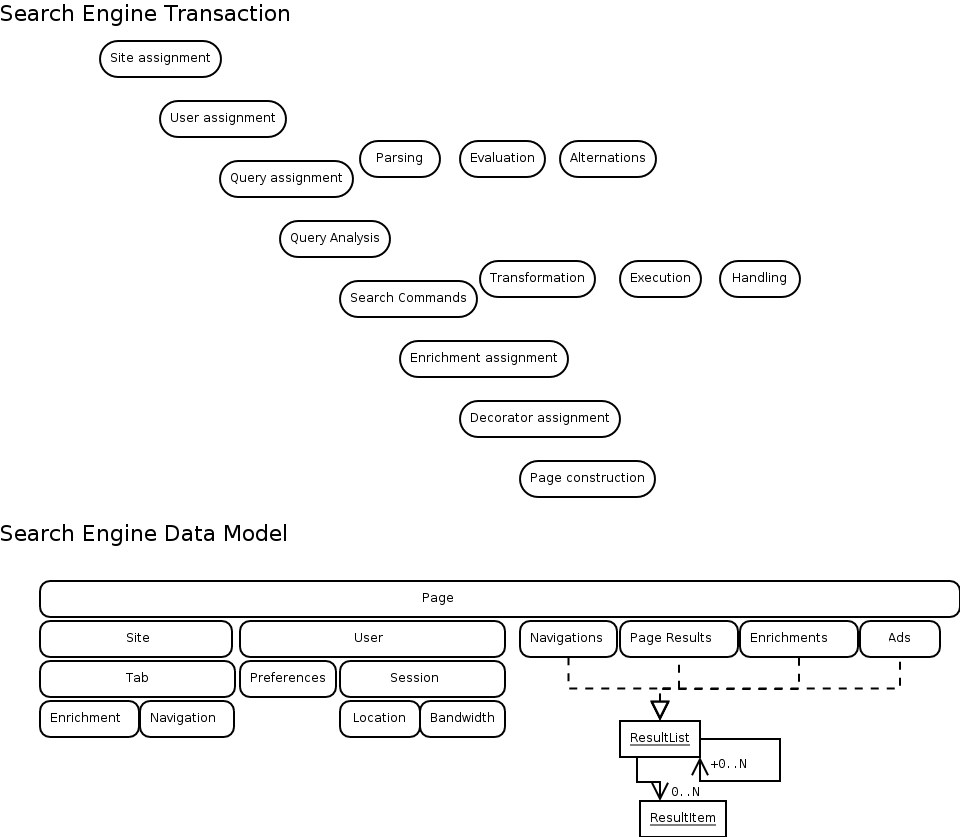 Search Engine Transaction
Site assignment
User assignment
Parsing
Evaluation
Alternations
Query assignment
Query Analysis
Transformation
Execution
Handling
Search Commands
Enrichment assignment
Decorator assignment
Page construction
Search Engine Data Model
Page
Site
User
Navigations
Page Results
Enrichments
Ads
Tab
Preferences
Session
Enrichment
Navigation
Location
Bandwidth
ResultList
+0..N
0..N
ResultItem